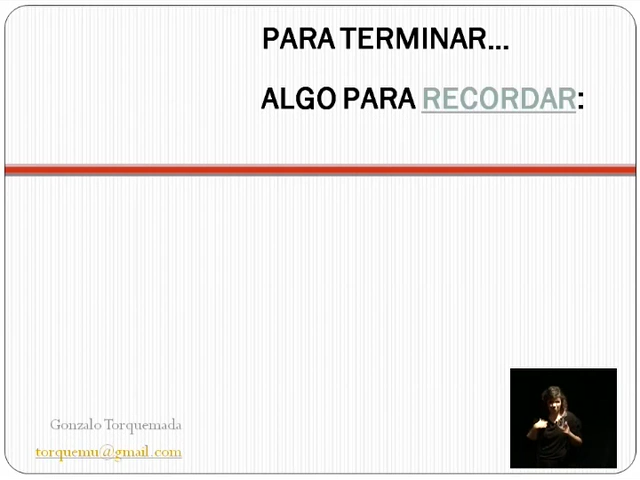 PARA TERMINAR...
ALGO PARA RECORDAR:
Gonzalo Torquemada
torquemu@gmail.com